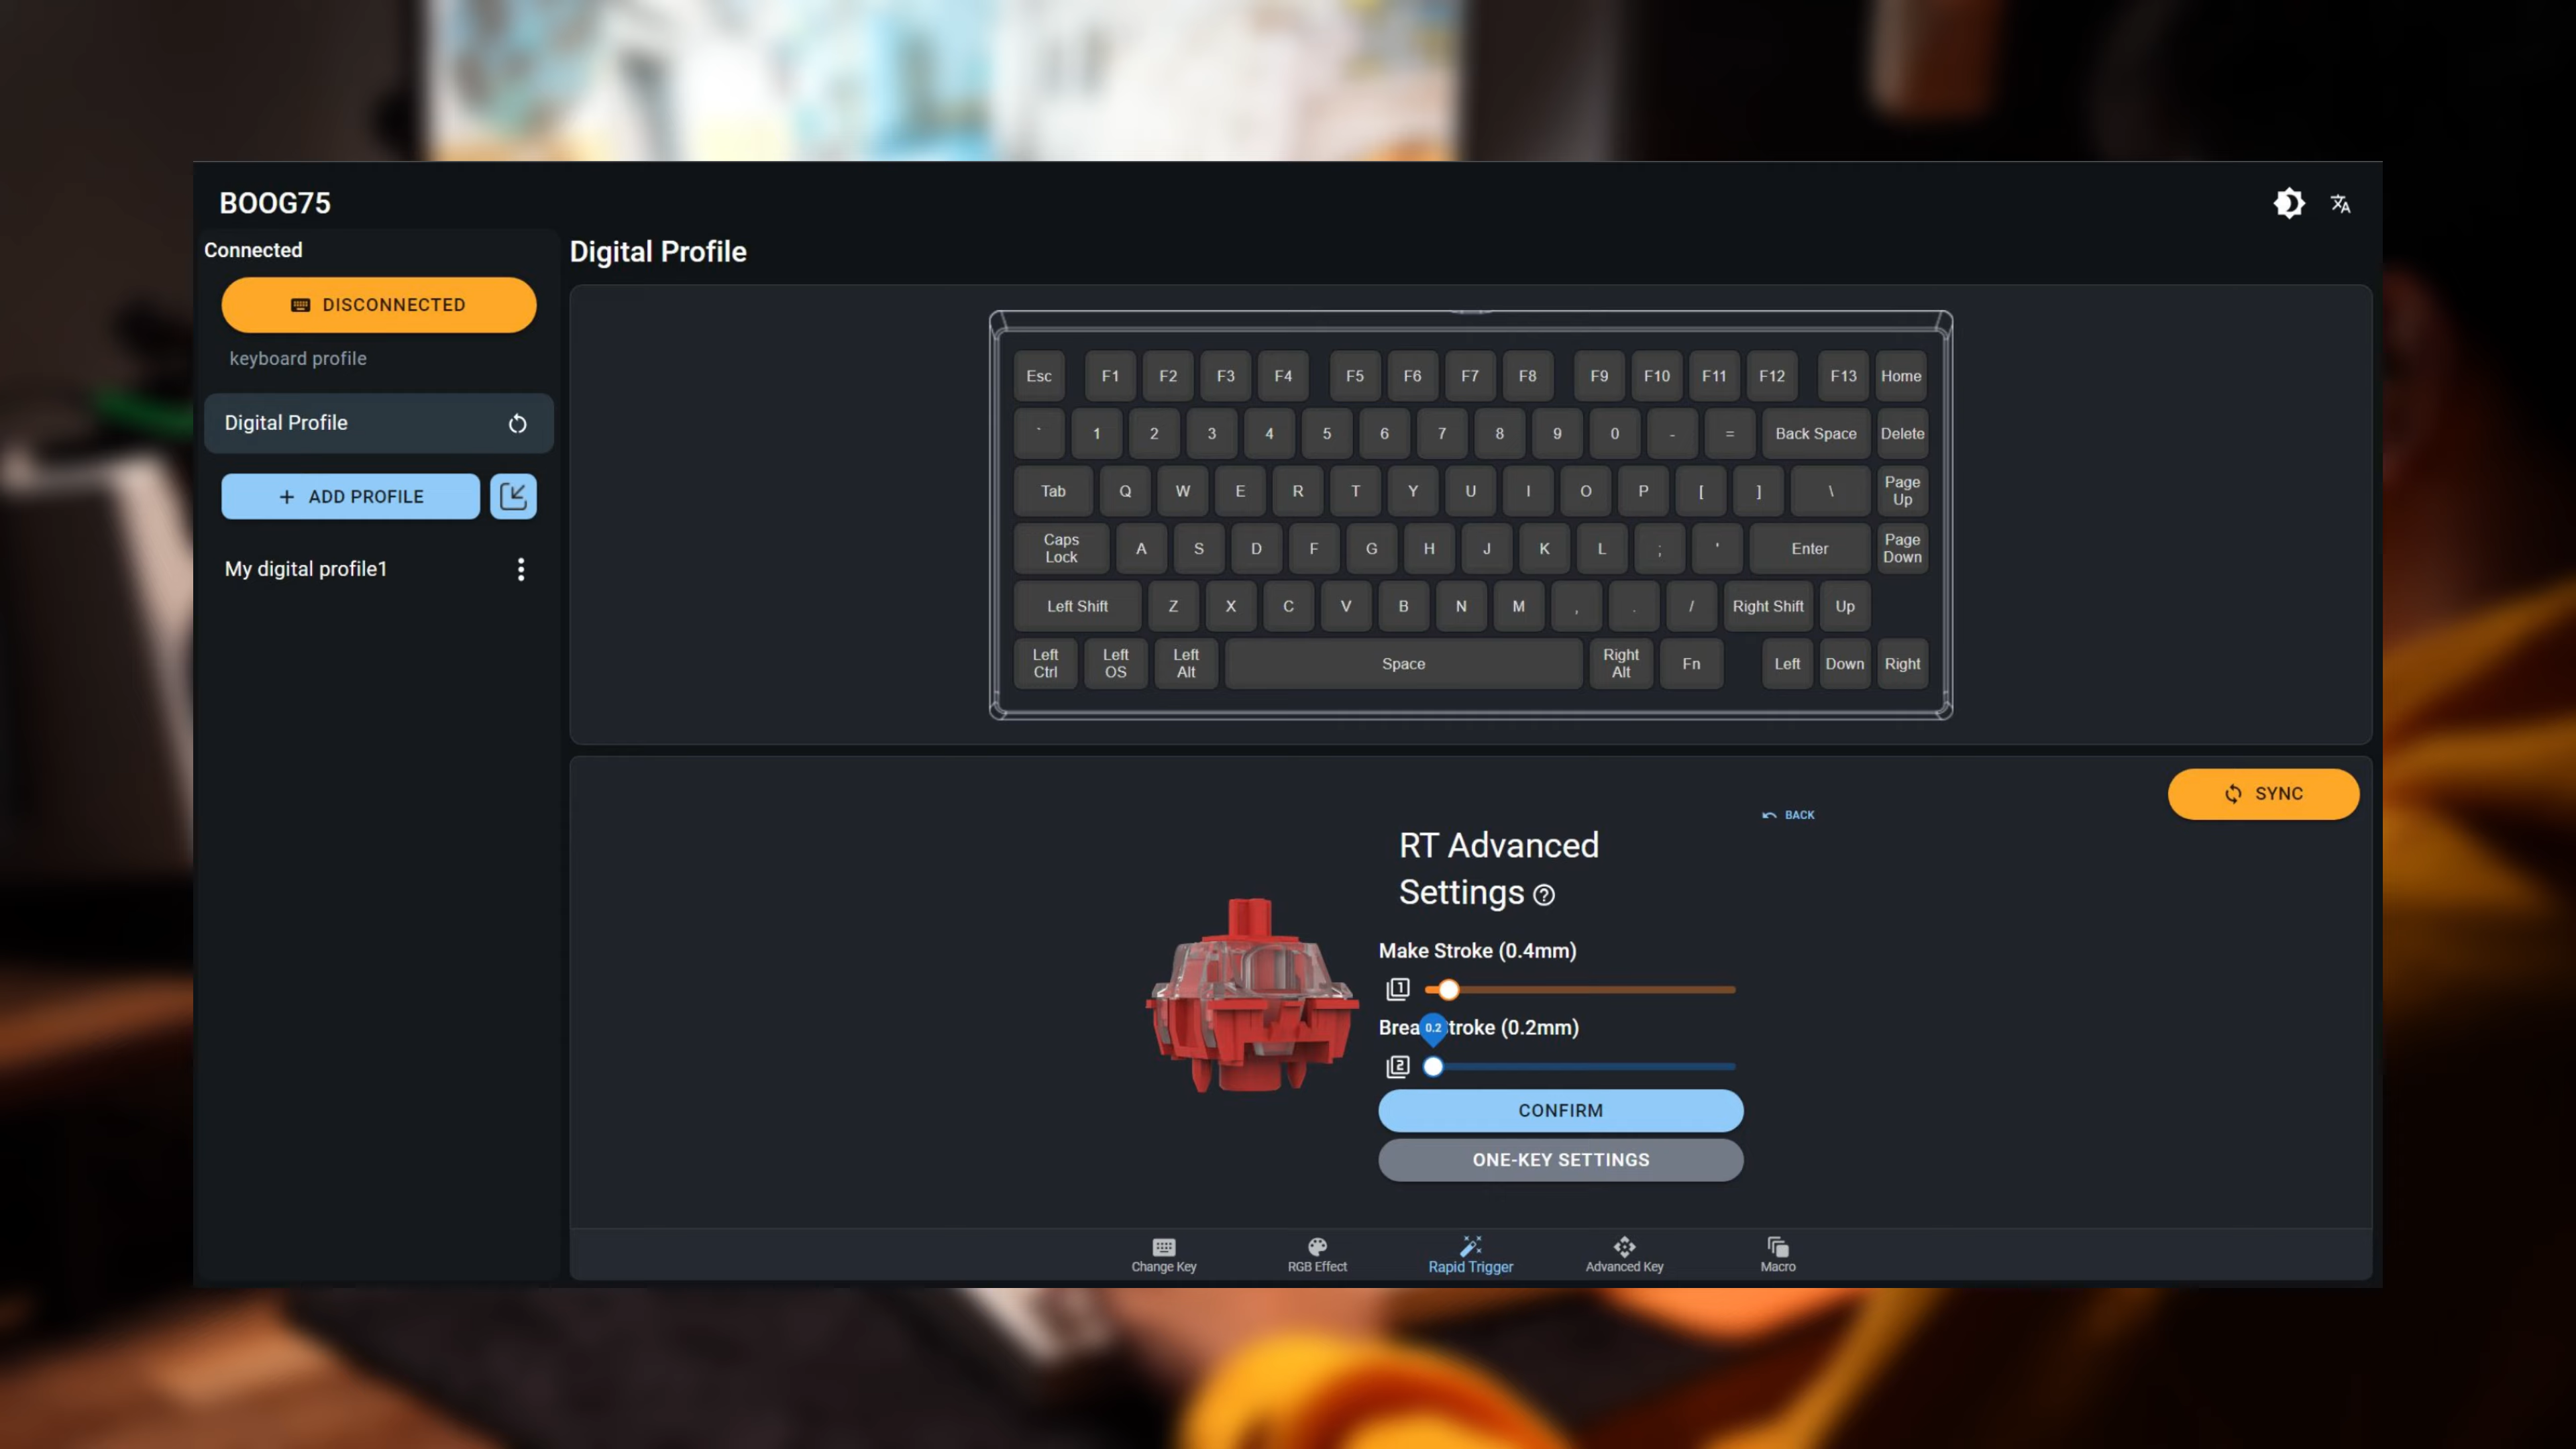 BOOG75
Connected
DISCONNECTED
keyboard profile
Digital Profile
ADD PROFILE
My digital profile1
Digital Profile
Esc F1 F2 F3 F4 F5 F6 F7 F8 F9 F10 F11 F12 F13 Home
` 1 2 3 4 5 6 7 8 9 0 - = Back Space Delete
Tab Q W E R T Y U I O P [ ] \ Page Up
Caps Lock A S D F G H J K L ; ' Enter Page Down
Left Shift Z X C V B N M , . / Right Shift Up
Left Ctrl Left OS Left Alt Space Right Alt Fn Left Down Right
SYNC
BACK
RT Advanced
Settings
Make Stroke (0.4mm)
1
Brea 0.2 troke (0.2mm)
2
CONFIRM
ONE-KEY SETTINGS
Change Key RGB Effect Rapid Trigger Advanced Key Macro